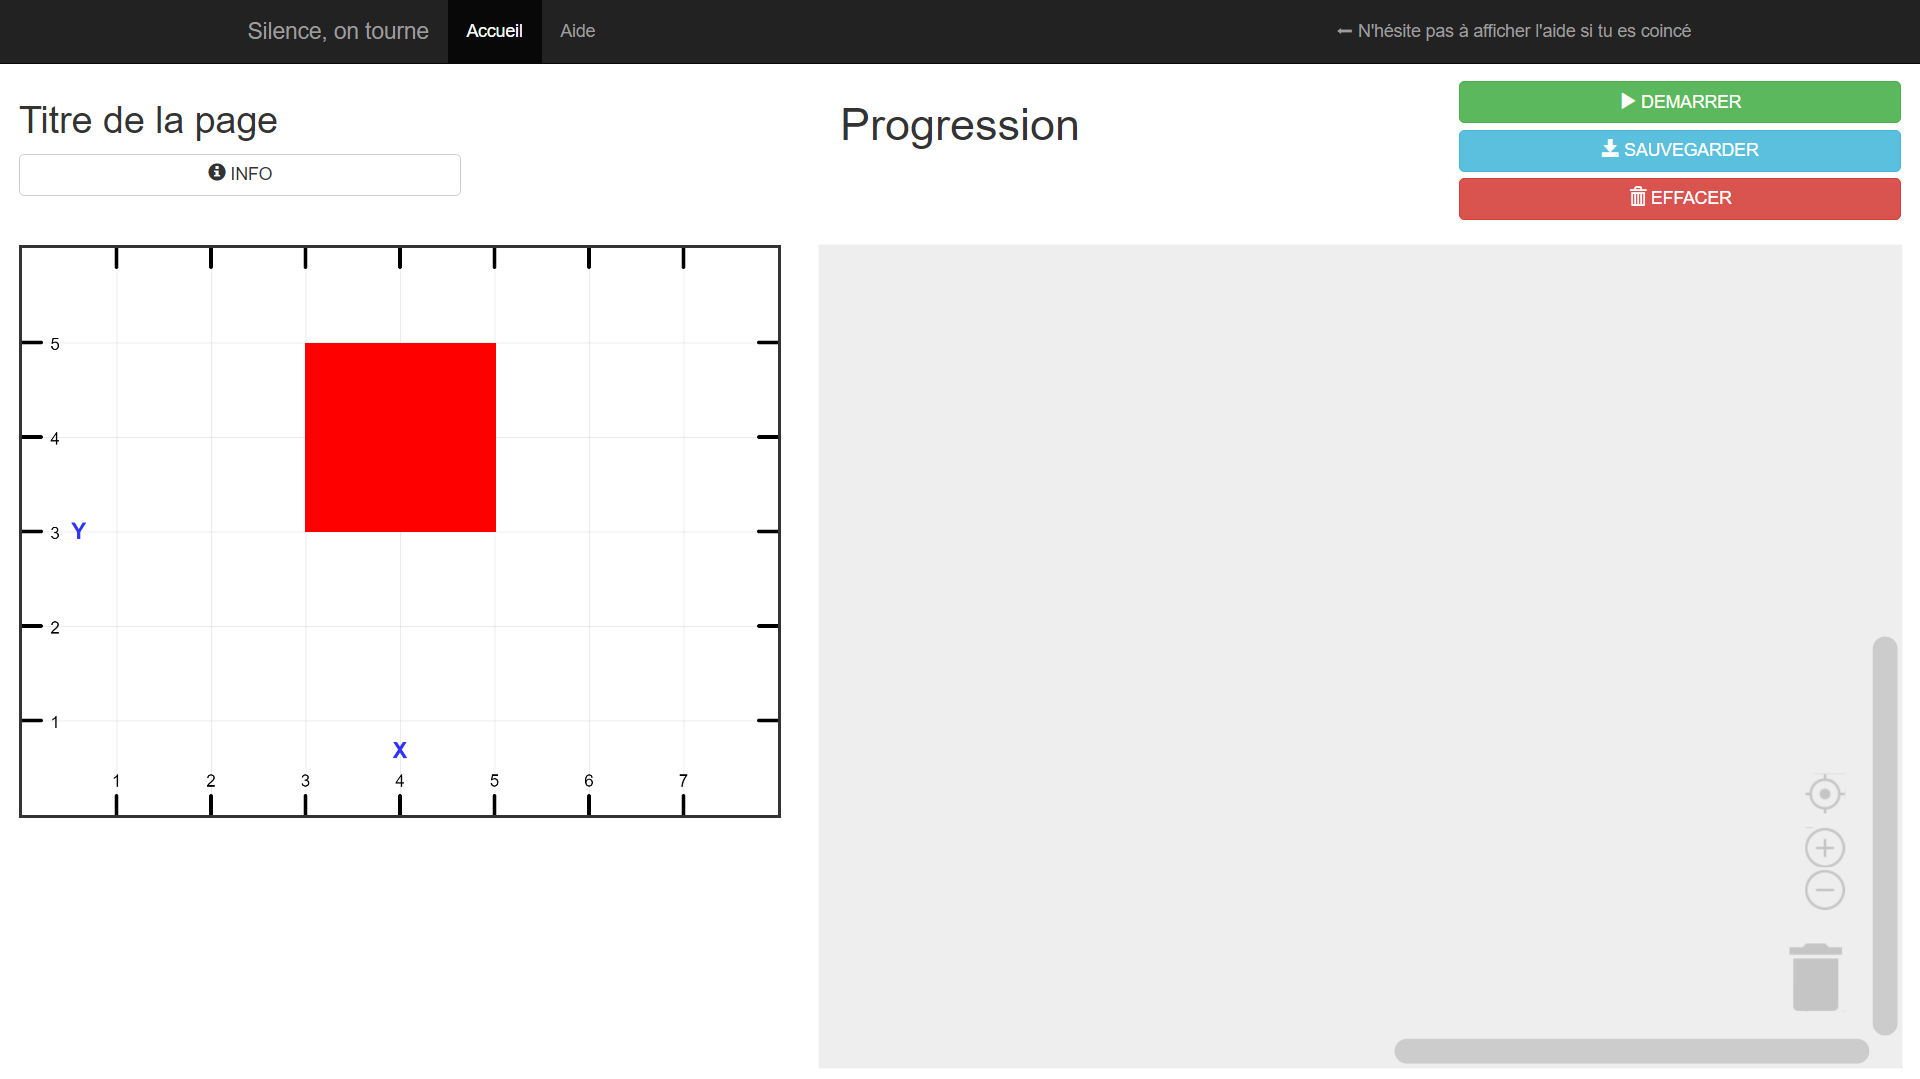 Silence, on tourne Accueil Aide N'hésite pas à afficher l'aide si tu es coincé
Titre de la page
INFO
Progression
DEMARRER
SAUVEGARDER
EFFACER
5
4
3 Y
2
1
X
1 2 3 4 5 6 7